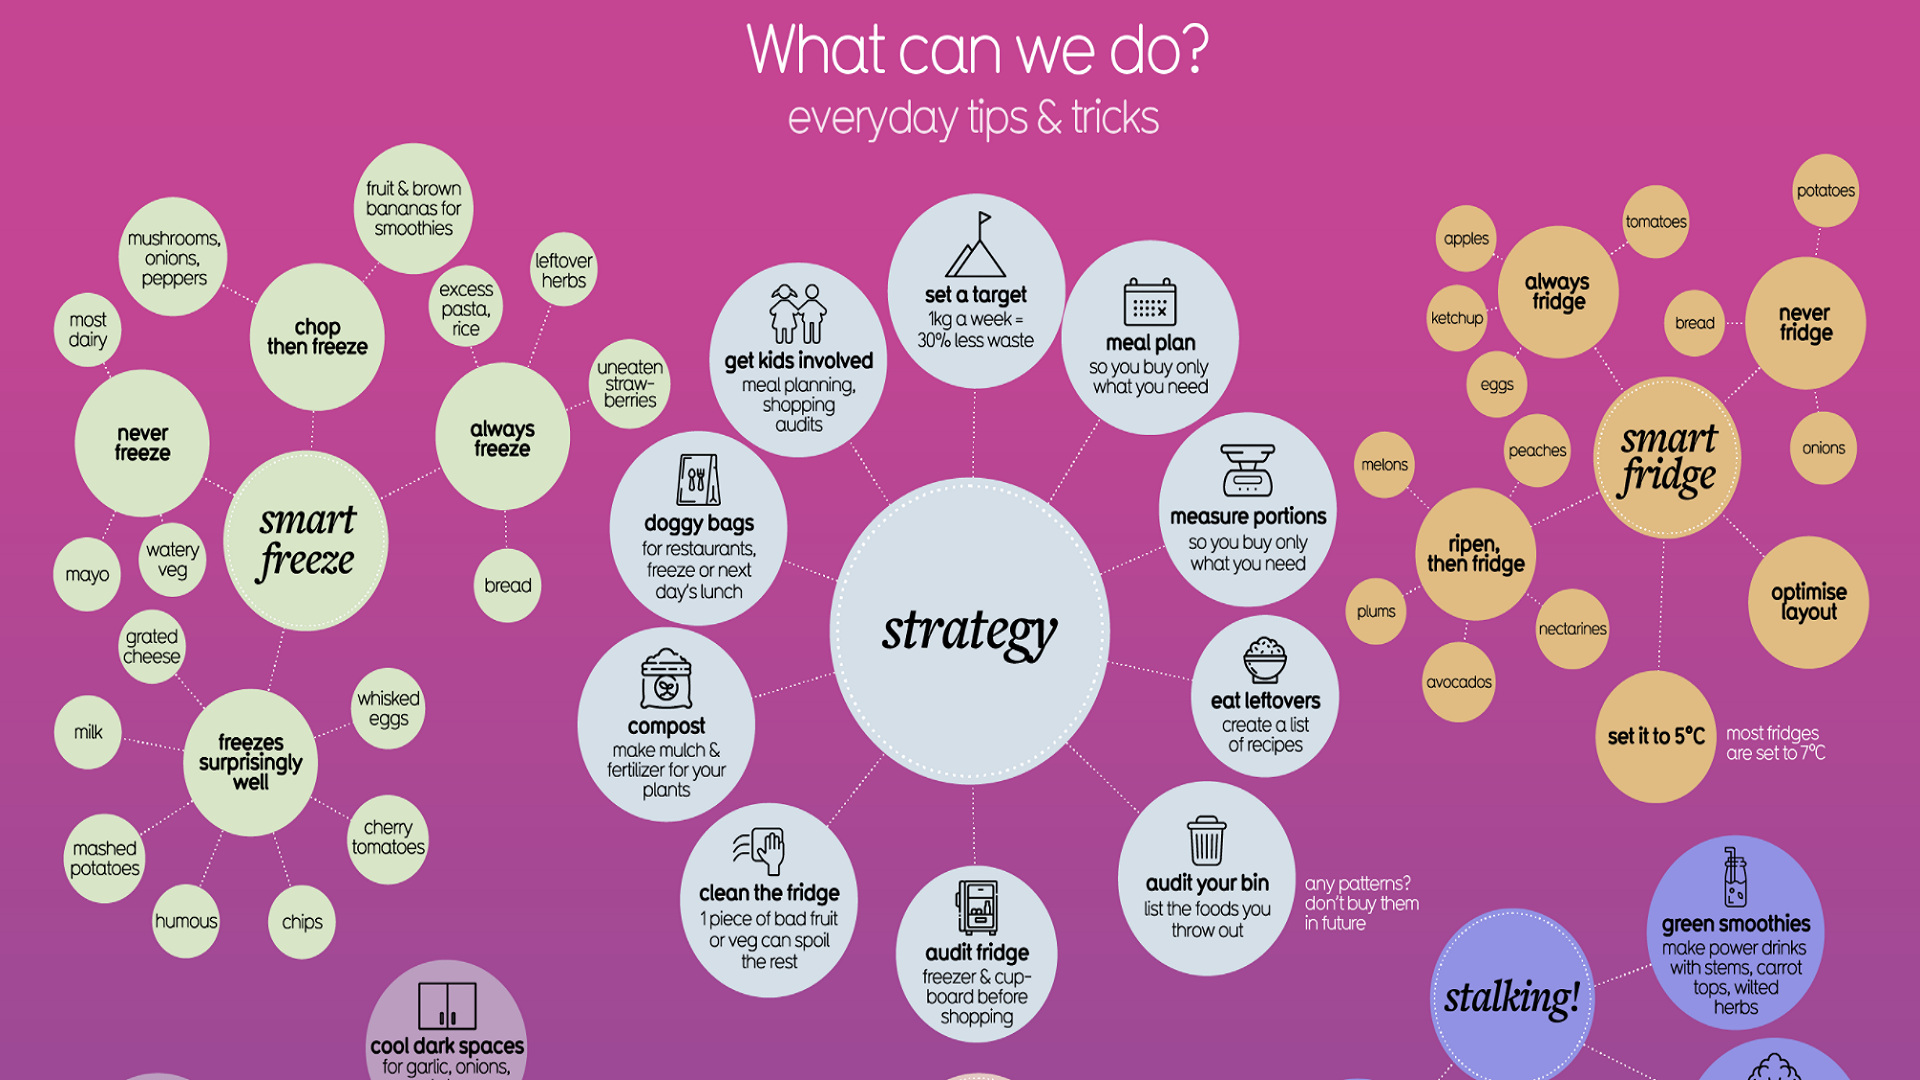 What can we do?
everyday tips & tricks
fruit & brown
bananas for
smoothies
mushrooms,
onions,
peppers
chop
then freeze
most
dairy
never
freeze
mayo
watery
veg
excess
pasta,
rice
leftover
herbs
uneaten
straw-
berries
always
freeze
bread
smart
freeze
grated
cheese
milk
whisked
eggs
freezes
surprisingly
well
mashed
potatoes
humous
chips
cherry
tomatoes
set a target
1kg a week =
30% less waste
meal plan
so you buy only
what you need
measure portions
so you buy only
what you need
eat leftovers
create a list
of recipes
audit your bin
list the foods you
throw out
any patterns?
don't buy them
in future
audit fridge
freezer & cup-
board before
shopping
clean the fridge
1 piece of bad fruit
or veg can spoil
the rest
compost
make mulch &
fertilizer for your
plants
doggy bags
for restaurants,
freeze or next
day's lunch
get kids involved
meal planning,
shopping
audits
strategy
apples
tomatoes
always
fridge
ketchup
eggs
potatoes
bread
never
fridge
onions
smart
fridge
melons
peaches
ripen,
then fridge
plums
nectarines
avocados
optimise
layout
set it to 5°C
most fridges
are set to 7°C
cool dark spaces
for garlic, onions,
stalking!
green smoothies
make power drinks
with stems, carrot
tops, wilted
herbs